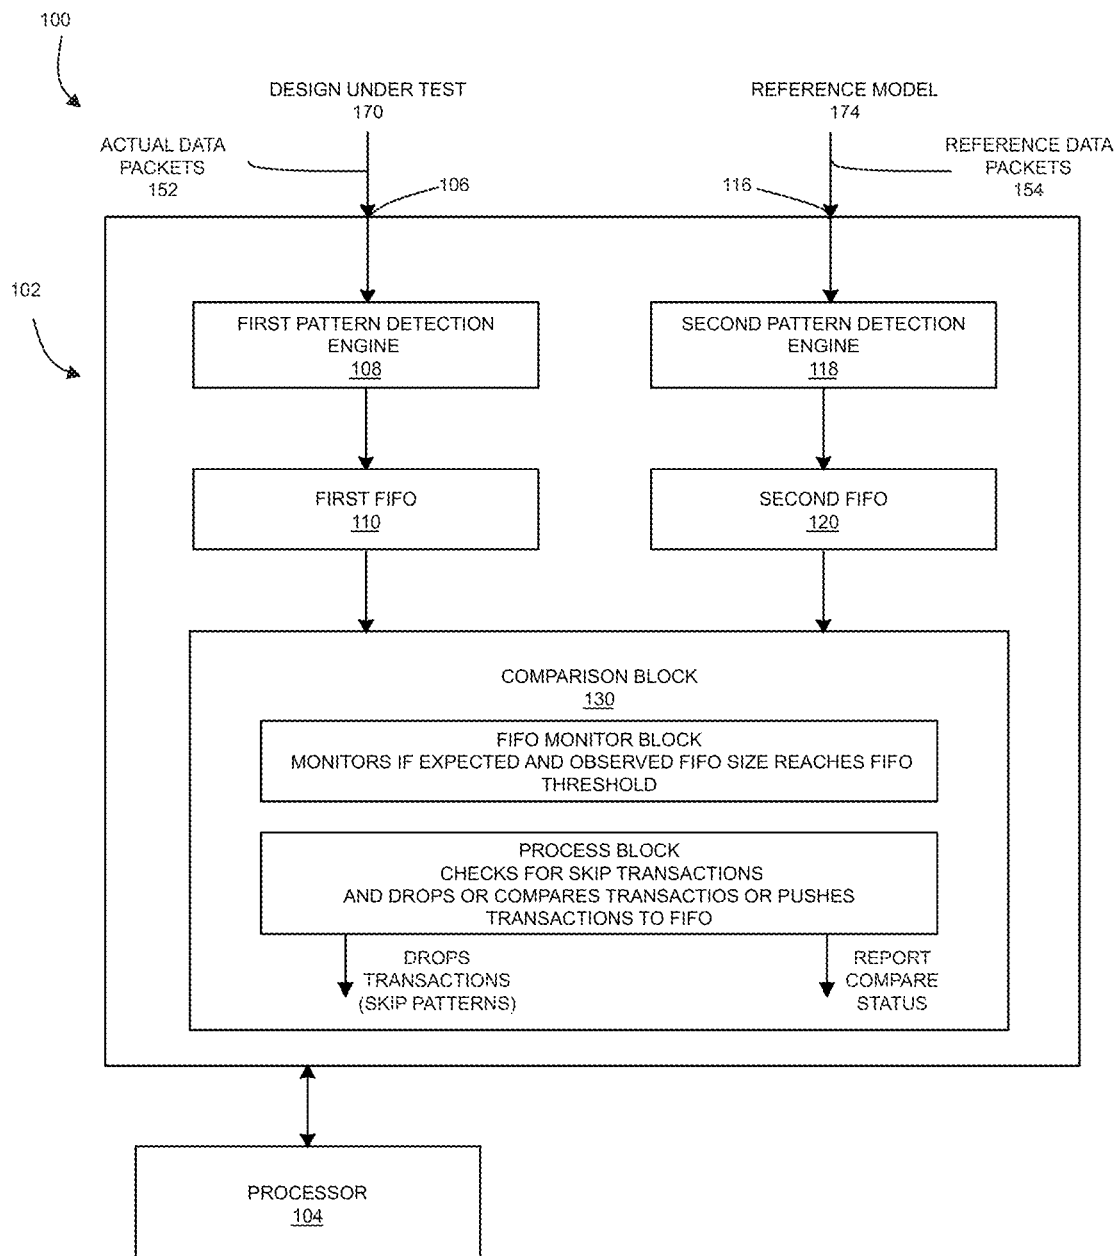 100
DESIGN UNDER TEST
170
REFERENCE MODEL
174
ACTUAL DATA
PACKETS
152
REFERENCE DATA
PACKETS
154
106
116
102
FIRST PATTERN DETECTION
ENGINE
108
SECOND PATTERN DETECTION
ENGINE
118
FIRST FIFO
110
SECOND FIFO
120
COMPARISON BLOCK
130
FIFO MONITOR BLOCK
MONITORS IF EXPECTED AND OBSERVED FIFO SIZE REACHES FIFO
THRESHOLD
PROCESS BLOCK
CHECKS FOR SKIP TRANSACTIONS
AND DROPS OR COMPARES TRANSACTIOS OR PUSHES
TRANSACTIONS TO FIFO
DROPS
TRANSACTIONS
(SKIP PATTERNS)
REPORT
COMPARE
STATUS
PROCESSOR
104